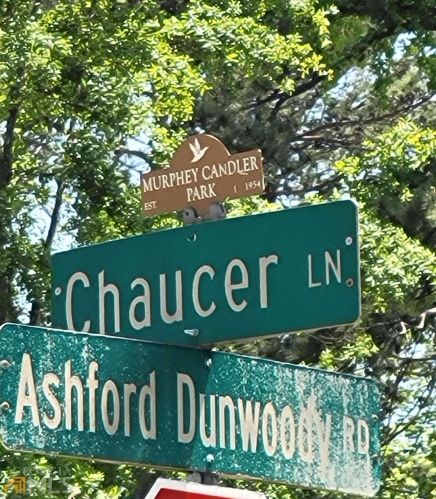 MURPHEY CANDLER
EST. PARK 1954
Chaucer LN
Ashford Dunwoody RD